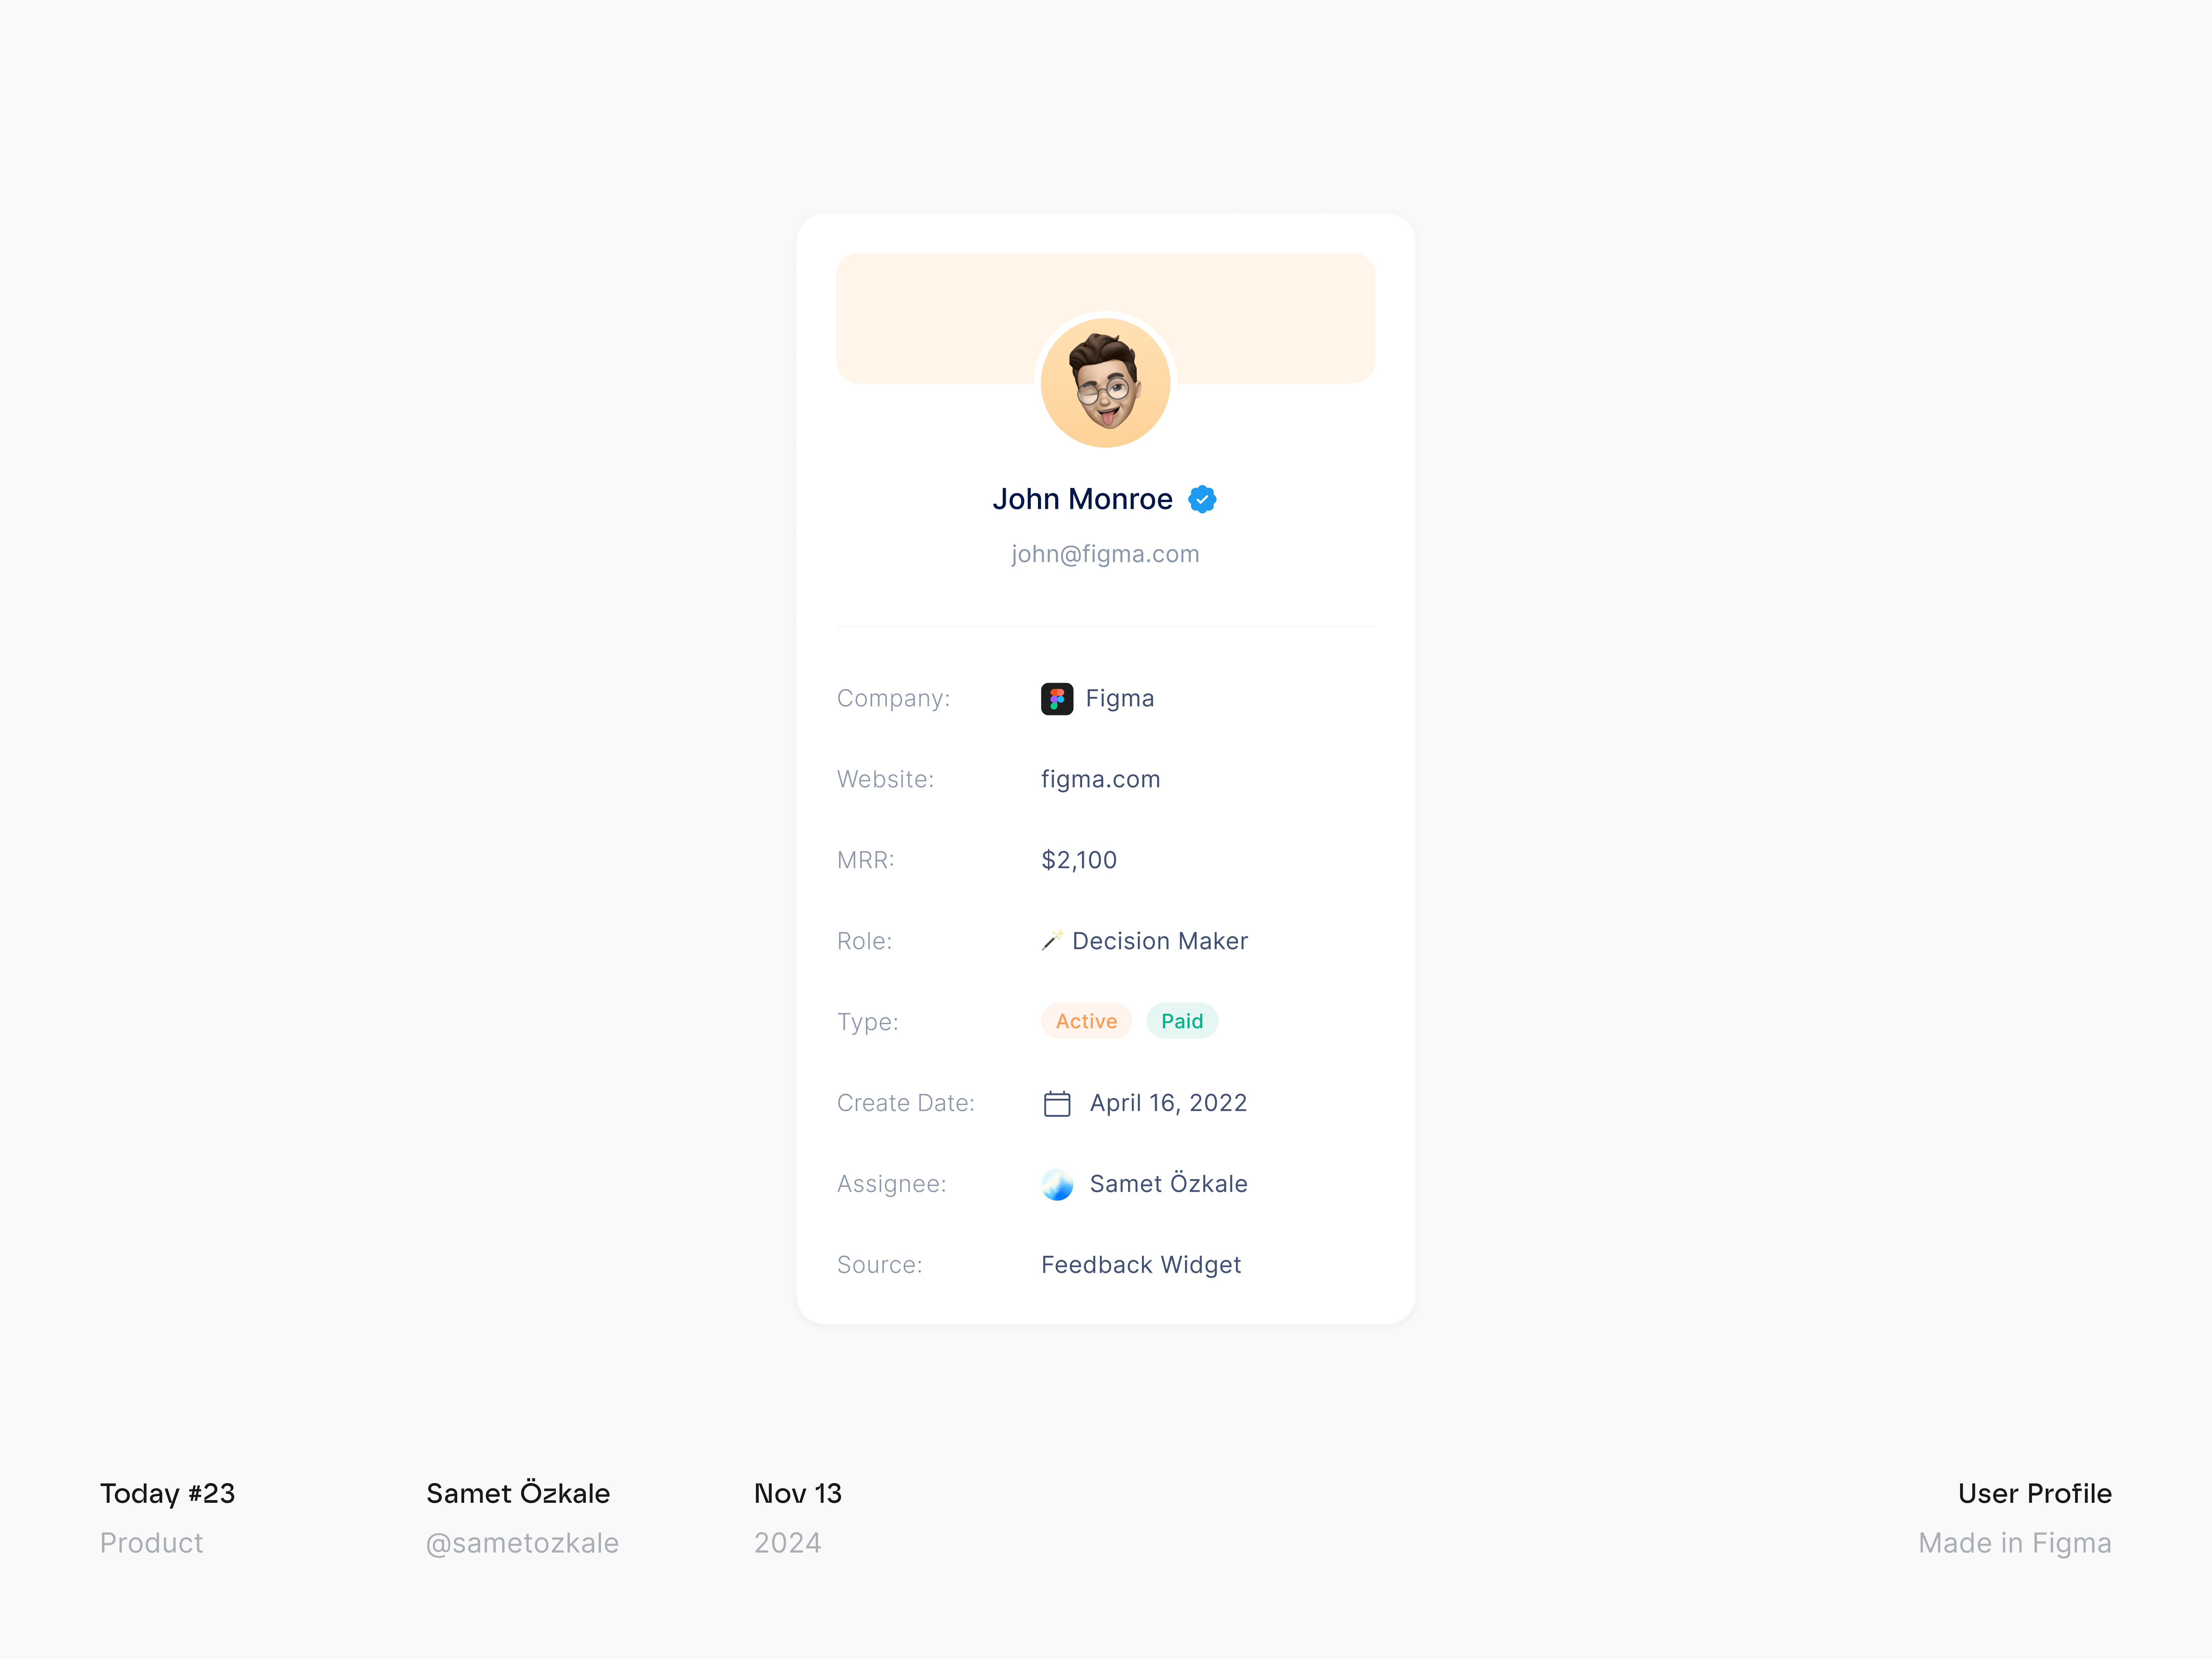 John Monroe
john@figma.com
Company: Figma
Website: figma.com
MRR: $2,100
Role: 🪄 Decision Maker
Type: Active Paid
Create Date: April 16, 2022
Assignee: Samet Özkale
Source: Feedback Widget
Today #23
Product
Samet Özkale
@sametozkale
Nov 13
2024
User Profile
Made in Figma